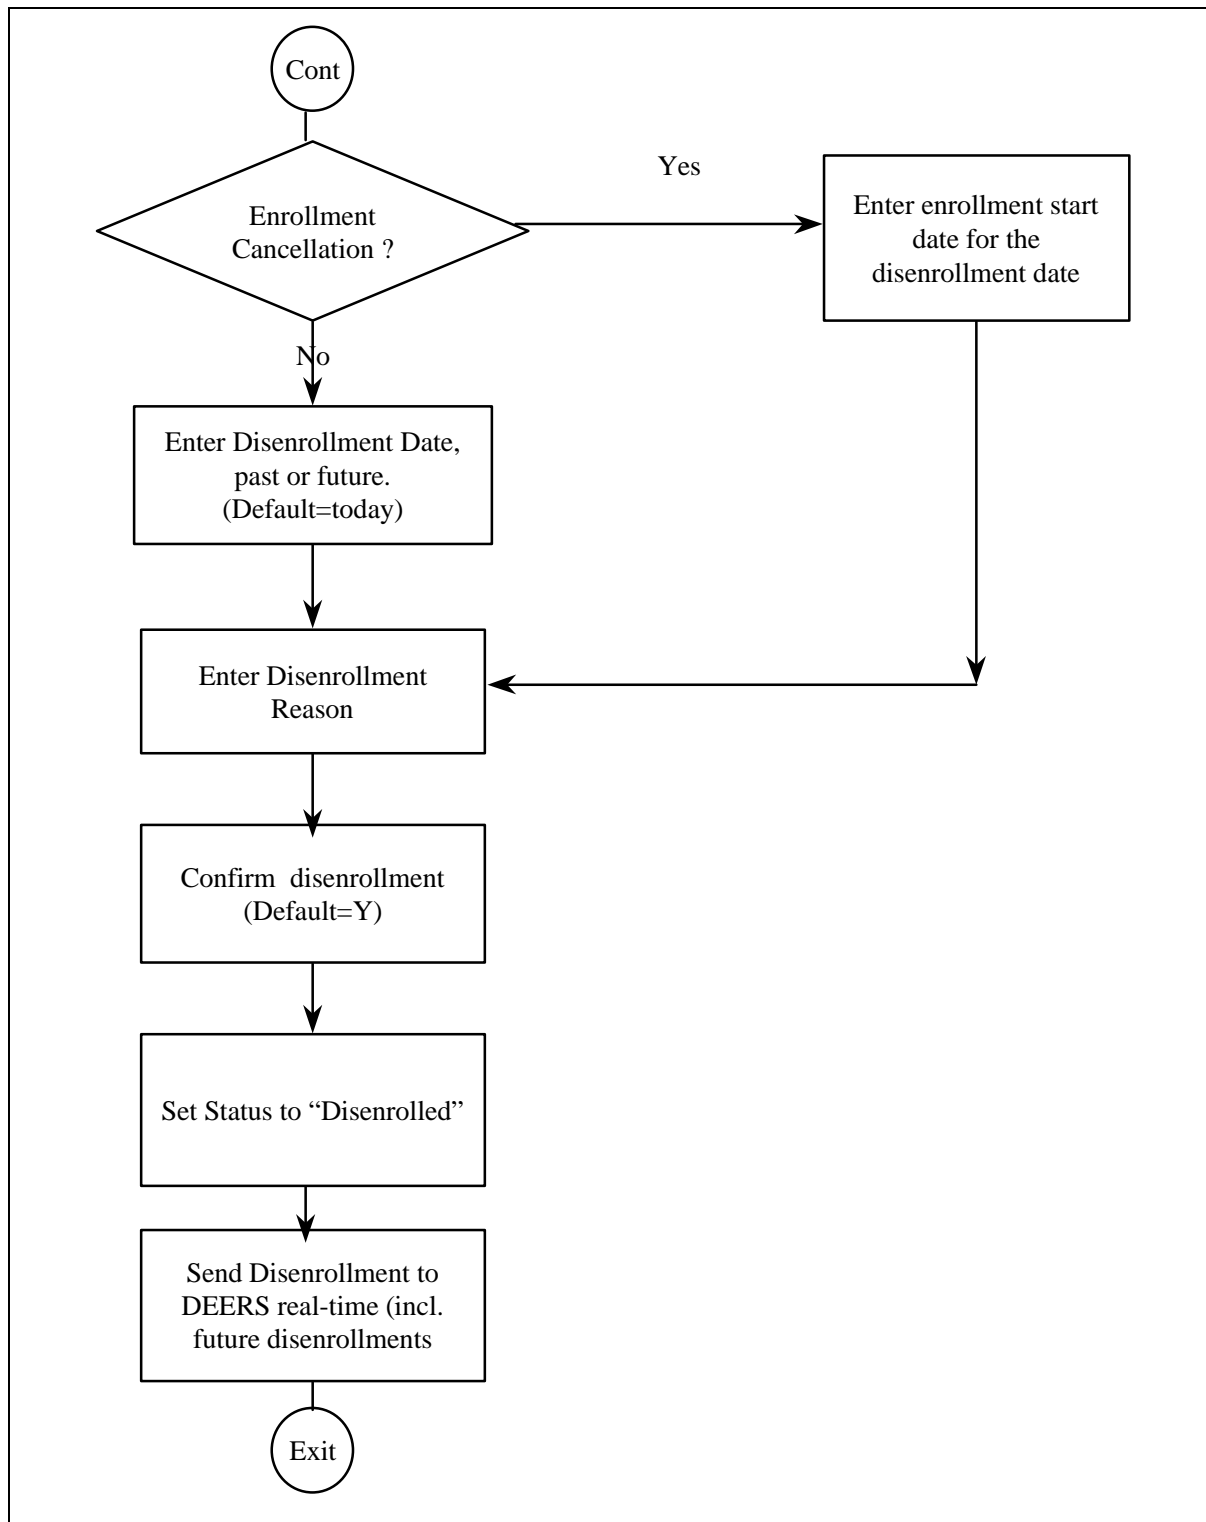 Cont
Enrollment
Cancellation ?
Yes
Enter enrollment start
date for the
disenrollment date
No
Enter Disenrollment Date,
past or future.
(Default=today)
Enter Disenrollment
Reason
Confirm  disenrollment
(Default=Y)
Set Status to “Disenrolled”
Send Disenrollment to
DEERS real-time (incl.
future disenrollments
Exit